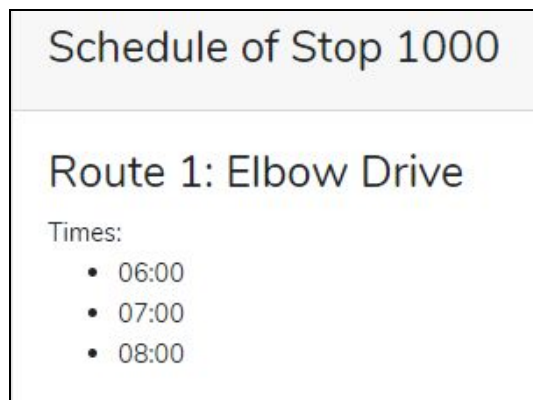 Schedule of Stop 1000
Route 1: Elbow Drive
Times:
• 06:00
• 07:00
• 08:00